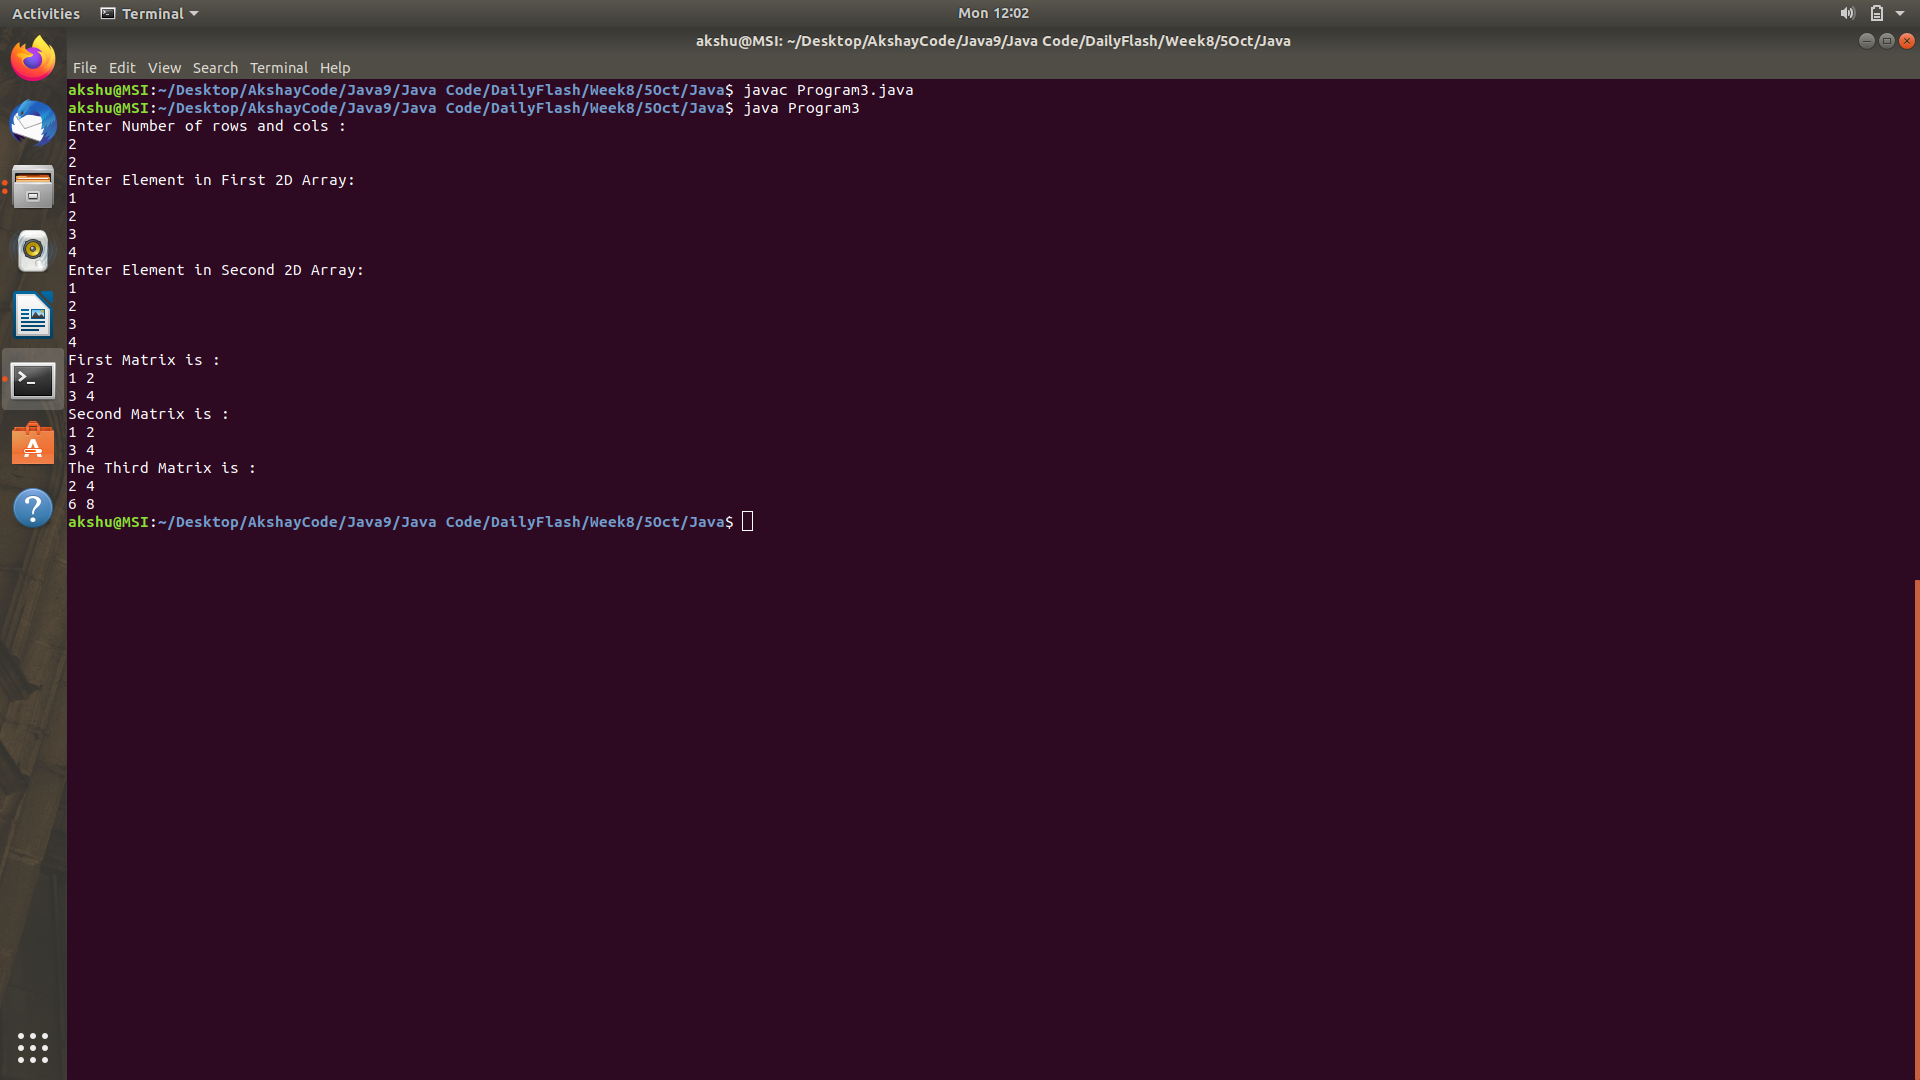 Activities Terminal Mon 12:02
akshu@MSI: ~/Desktop/AkshayCode/Java9/Java Code/DailyFlash/Week8/5Oct/Java
File Edit View Search Terminal Help
akshu@MSI:~/Desktop/AkshayCode/Java9/Java Code/DailyFlash/Week8/5Oct/Java$ javac Program3.java
akshu@MSI:~/Desktop/AkshayCode/Java9/Java Code/DailyFlash/Week8/5Oct/Java$ java Program3
Enter Number of rows and cols :
2
2
Enter Element in First 2D Array:
1
2
3
4
Enter Element in Second 2D Array:
1
2
3
4
First Matrix is :
1 2
3 4
Second Matrix is :
1 2
3 4
The Third Matrix is :
2 4
6 8
akshu@MSI:~/Desktop/AkshayCode/Java9/Java Code/DailyFlash/Week8/5Oct/Java$